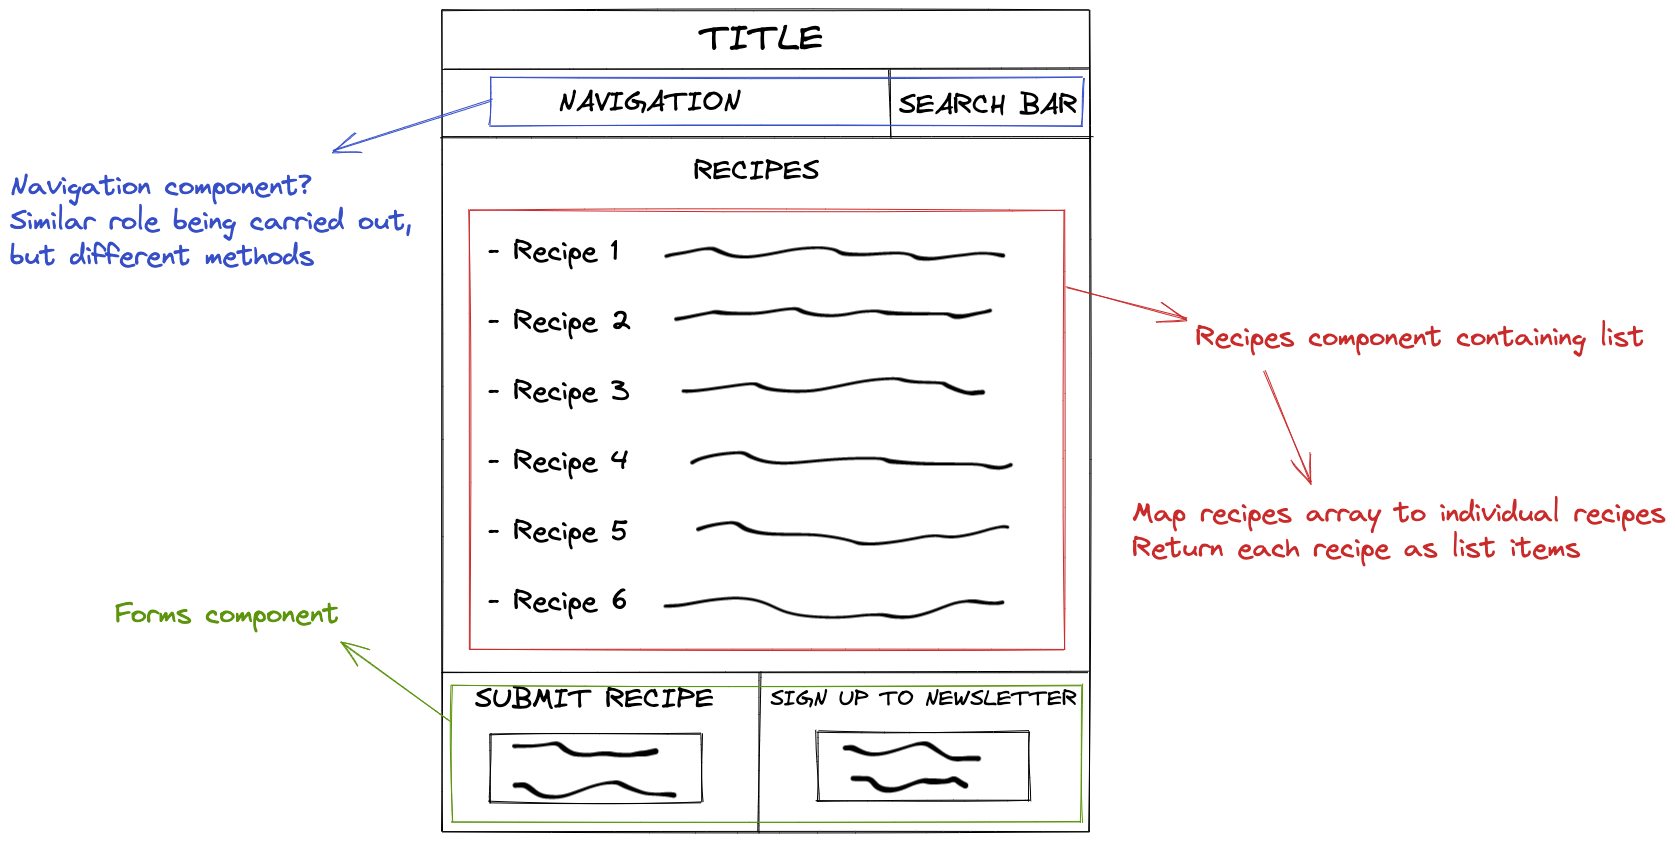 TITLE
NAVIGATION
SEARCH BAR
Navigation component?
Similar role being carried out,
but different methods
RECIPES
- Recipe 1
- Recipe 2
- Recipe 3
- Recipe 4
- Recipe 5
- Recipe 6
Recipes component containing list
Map recipes array to individual recipes
Return each recipe as list items
Forms component
SUBMIT RECIPE
SIGN UP TO NEWSLETTER